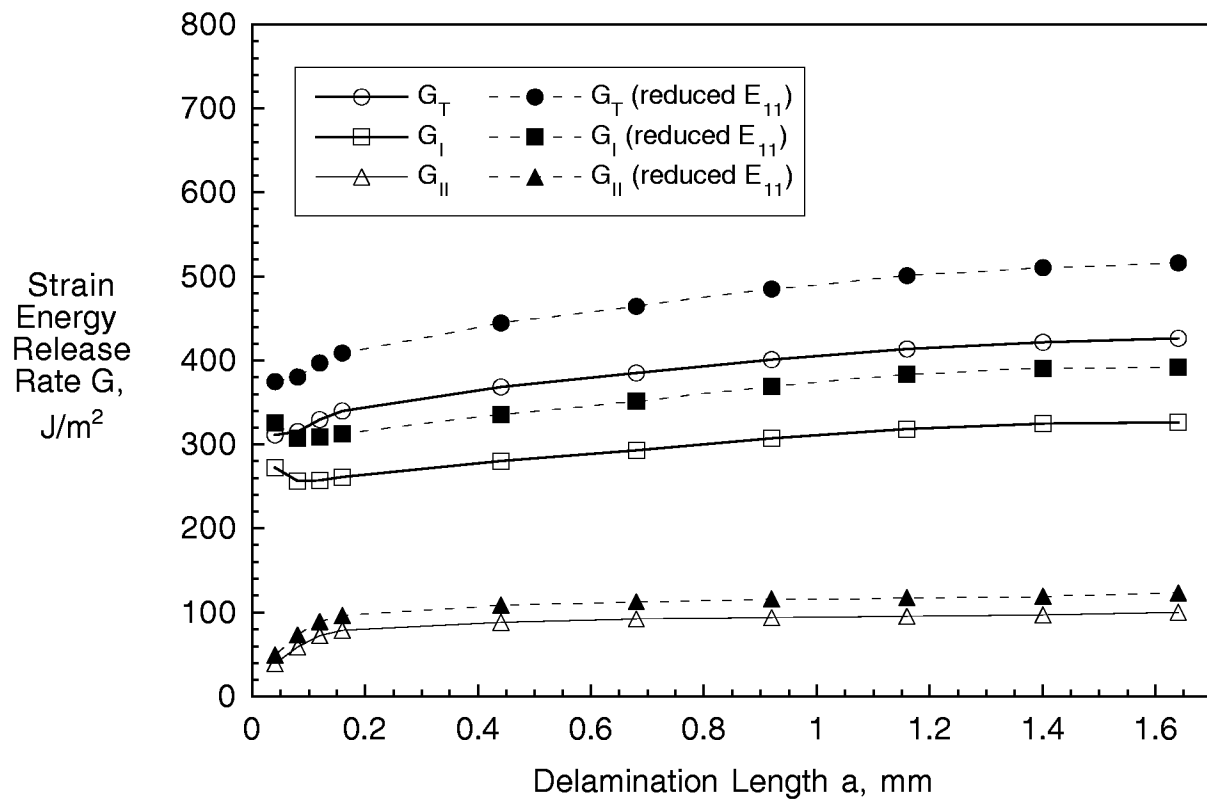 800
700
600
500
400
300
200
100
0
Strain
Energy
Release
Rate G,
J/m²
G_T
G_I
G_II
G_T (reduced E_11)
G_I (reduced E_11)
G_II (reduced E_11)
0 0.2 0.4 0.6 0.8 1 1.2 1.4 1.6
Delamination Length a, mm